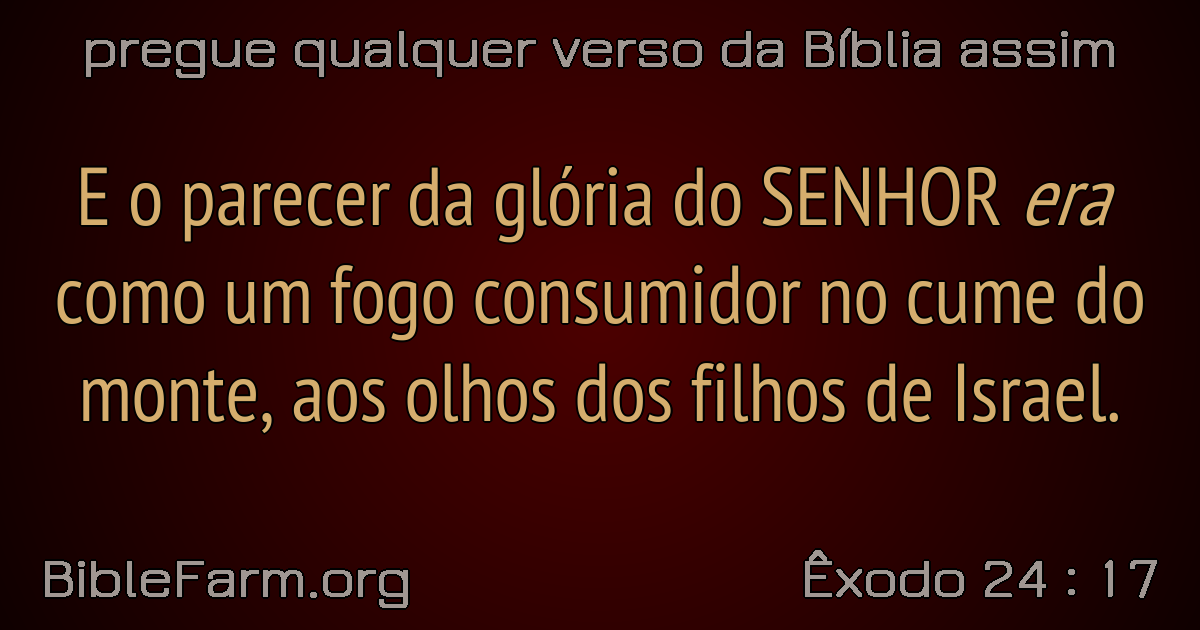 pregue qualquer verso da Bíblia assim
E o parecer da glória do SENHOR era
como um fogo consumidor no cume do
monte, aos olhos dos filhos de Israel.
BibleFarm.org
Êxodo 24 : 17